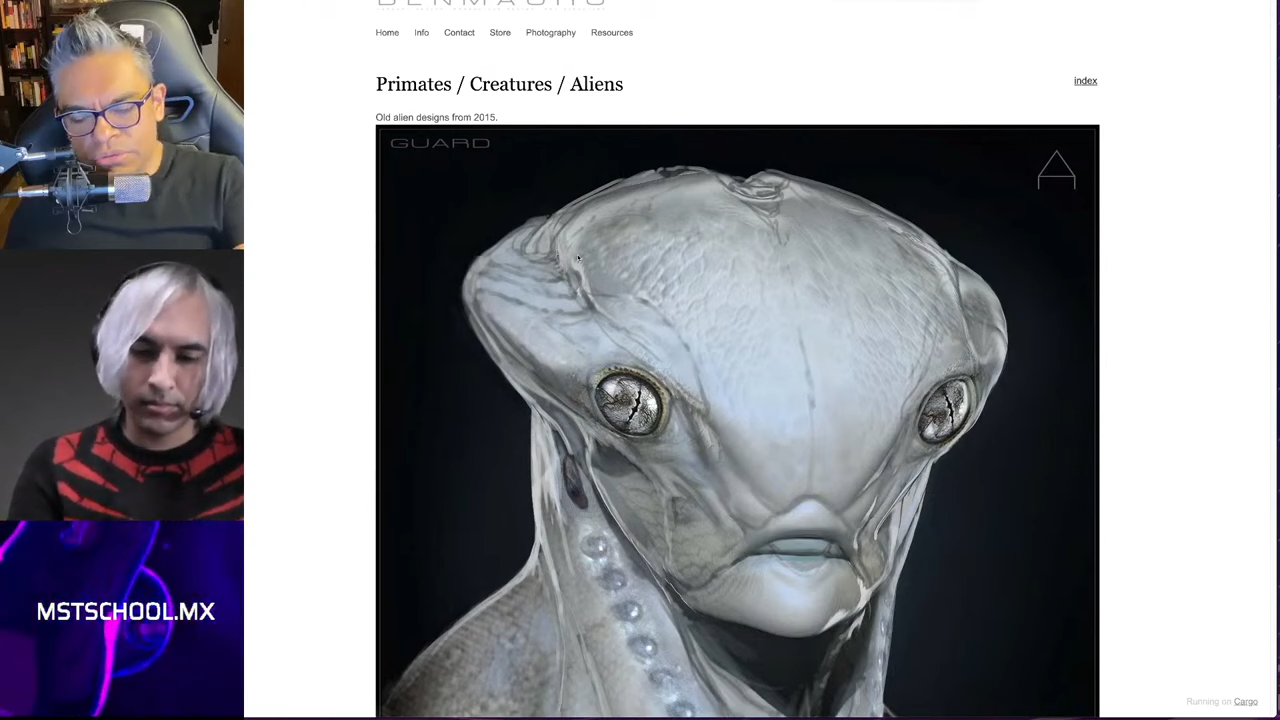 Home Info Contact Store Photography Resources
Primates / Creatures / Aliens
index
Old alien designs from 2015.
GUARD
MSTSCHOOL.MX
Running on Cargo